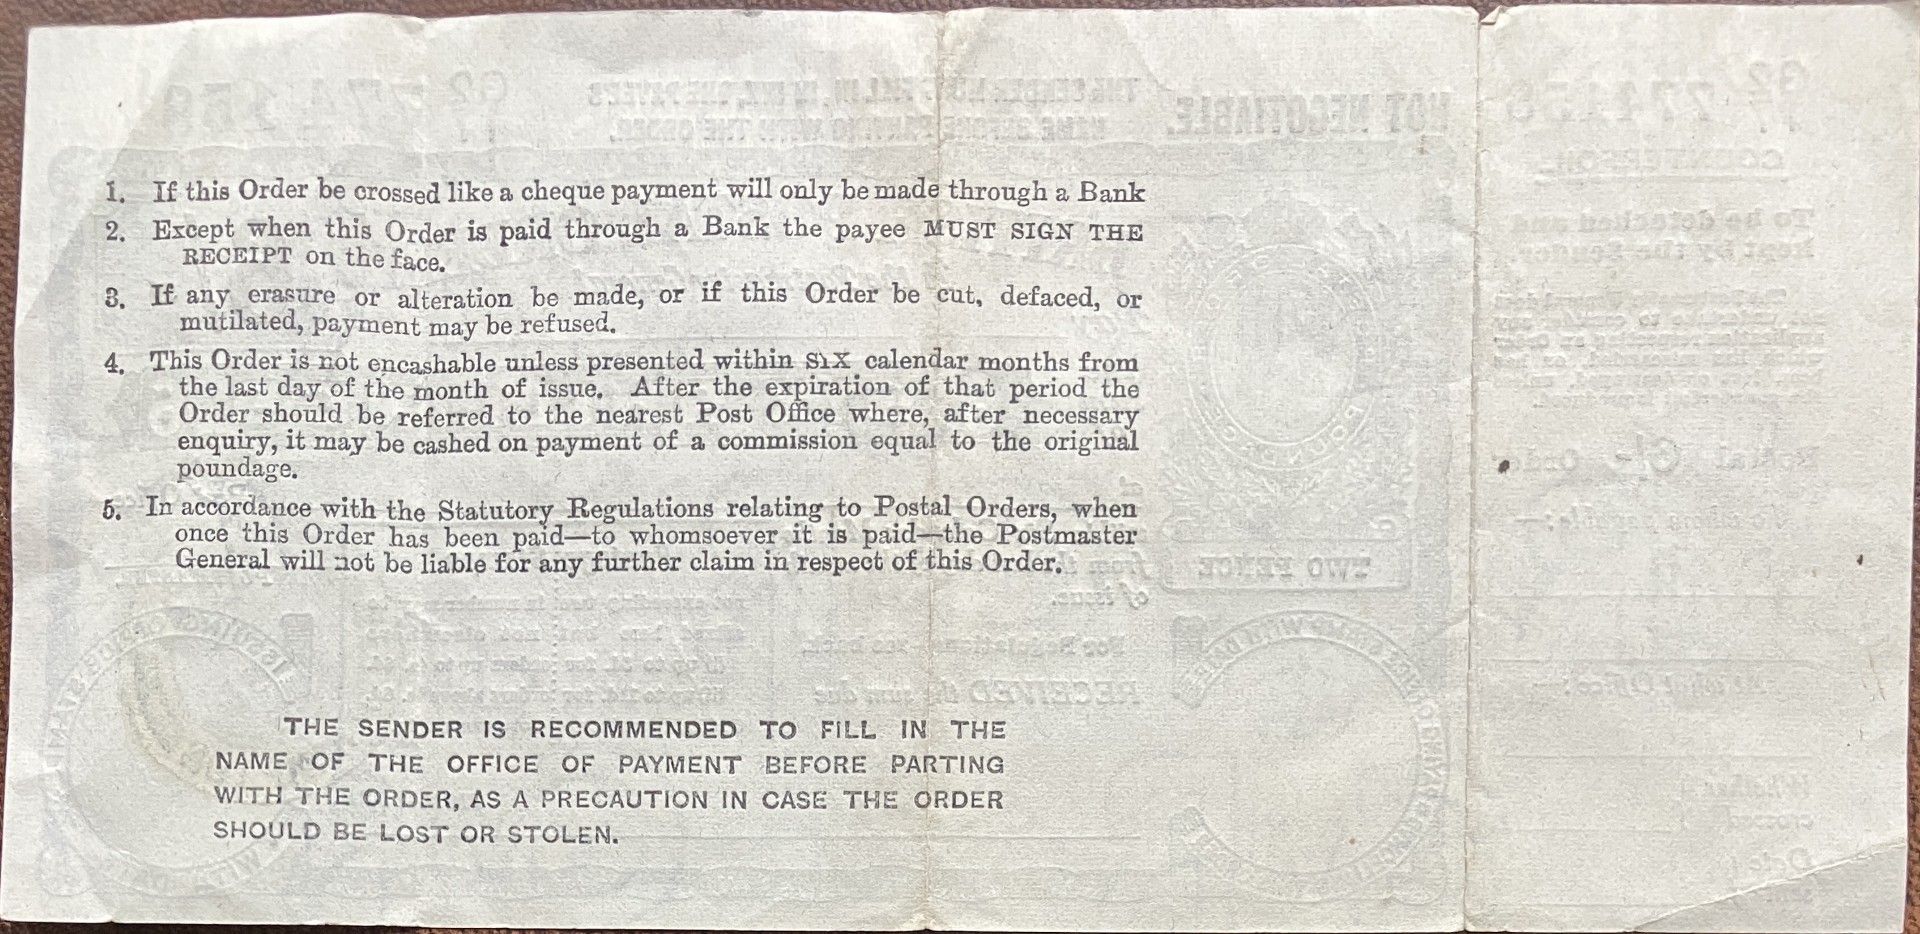 1. If this Order be crossed like a cheque payment will only be made through a Bank
2. Except when this Order is paid through a Bank the payee MUST SIGN THE
RECEIPT on the face.
3. If any erasure or alteration be made, or if this Order be cut, defaced, or
mutilated, payment may be refused.
4. This Order is not encashable unless presented within SIX calendar months from
the last day of the month of issue. After the expiration of that period the
Order should be referred to the nearest Post Office where, after necessary
enquiry, it may be cashed on payment of a commission equal to the original
poundage.
5. In accordance with the Statutory Regulations relating to Postal Orders, when
once this Order has been paid—to whomsoever it is paid—the Postmaster
General will not be liable for any further claim in respect of this Order.
THE SENDER IS RECOMMENDED TO FILL IN THE
NAME OF THE OFFICE OF PAYMENT BEFORE PARTING
WITH THE ORDER, AS A PRECAUTION IN CASE THE ORDER
SHOULD BE LOST OR STOLEN.